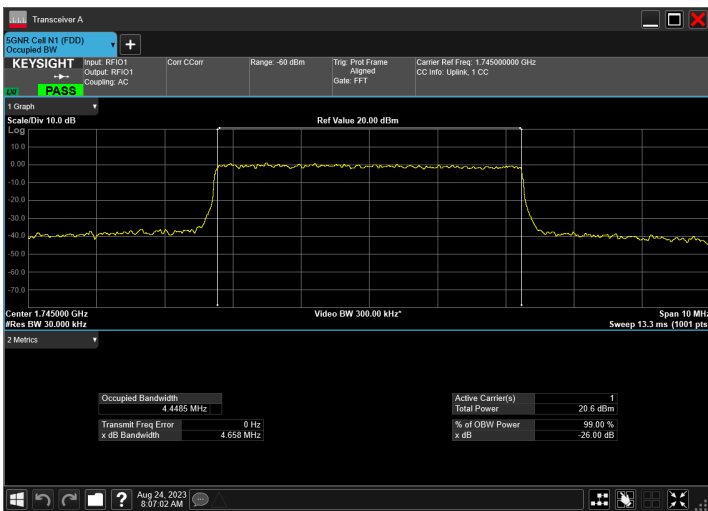 Transceiver A
5GNR Cell N1 (FDD)
Occupied BW
KEYSIGHT
PASS
Input: RFIO1
Output: RFIO1
Coupling: AC
Corr CCorr
Range: -60 dBm
Trig: Prot Frame
Aligned
Gate: FFT
Carrier Ref Freq: 1.745000000 GHz
CC Info: Uplink, 1 CC
1 Graph
Scale/Div 10.0 dB
Ref Value 20.00 dBm
Log
10.0
0.00
-10.0
-20.0
-30.0
-40.0
-50.0
-60.0
-70.0
Center 1.745000 GHz
Video BW 300.00 kHz*
Span 10 MHz
#Res BW 30.000 kHz
Sweep 13.3 ms (1001 pts
2 Metrics
Occupied Bandwidth
4.4485 MHz
Active Carrier(s) 1
Total Power 20.6 dBm
Transmit Freq Error 0 Hz
x dB Bandwidth 4.658 MHz
% of OBW Power 99.00 %
x dB -26.00 dB
Aug 24, 2023
8:07:02 AM